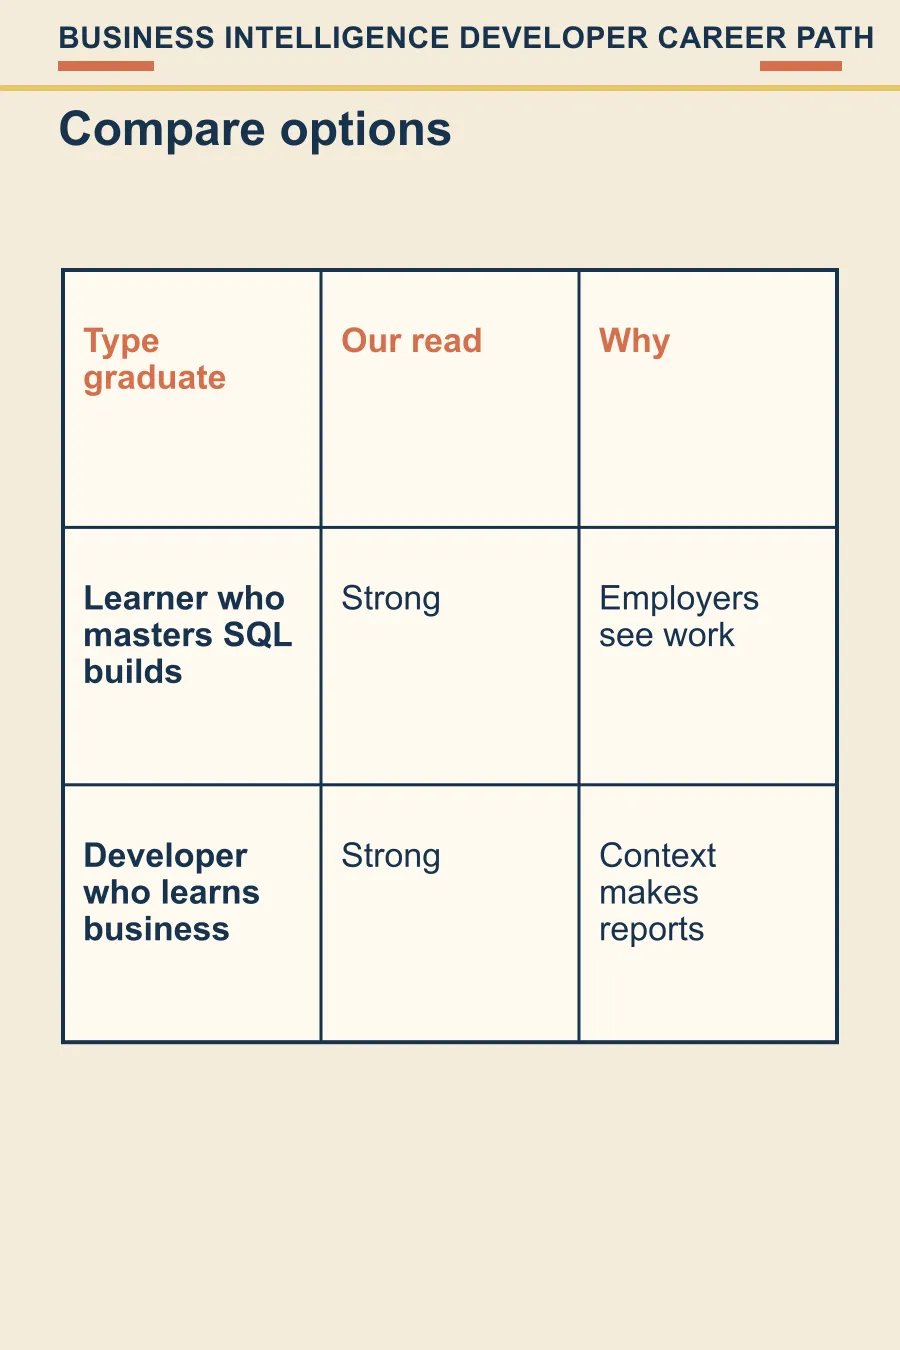 BUSINESS INTELLIGENCE DEVELOPER CAREER PATH
Compare options
Type
graduate
Our read
Why
Learner who
masters SQL
builds
Strong
Employers
see work
Developer
who learns
business
Strong
Context
makes
reports